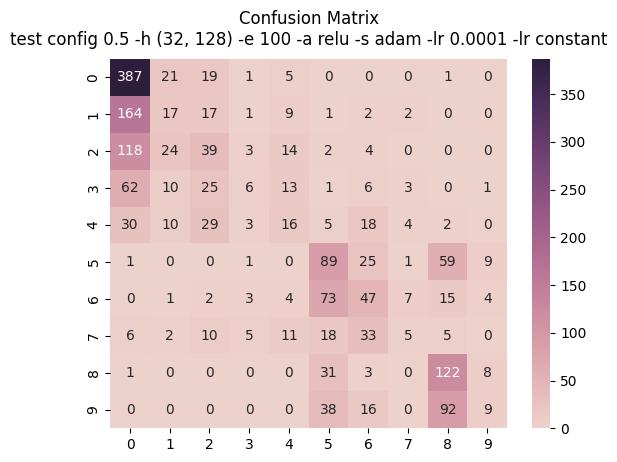 Confusion Matrix
test config 0.5 -h (32, 128) -e 100 -a relu -s adam -lr 0.0001 -lr constant
0 387 21 19 1 5 0 0 0 1 0
1 164 17 17 1 9 1 2 2 0 0
2 118 24 39 3 14 2 4 0 0 0
3 62 10 25 6 13 1 6 3 0 1
4 30 10 29 3 16 5 18 4 2 0
5 1 0 0 1 0 89 25 1 59 9
6 0 1 2 3 4 73 47 7 15 4
7 6 2 10 5 11 18 33 5 5 0
8 1 0 0 0 0 31 3 0 122 8
9 0 0 0 0 0 38 16 0 92 9
0 1 2 3 4 5 6 7 8 9
350
300
250
200
150
100
50
0